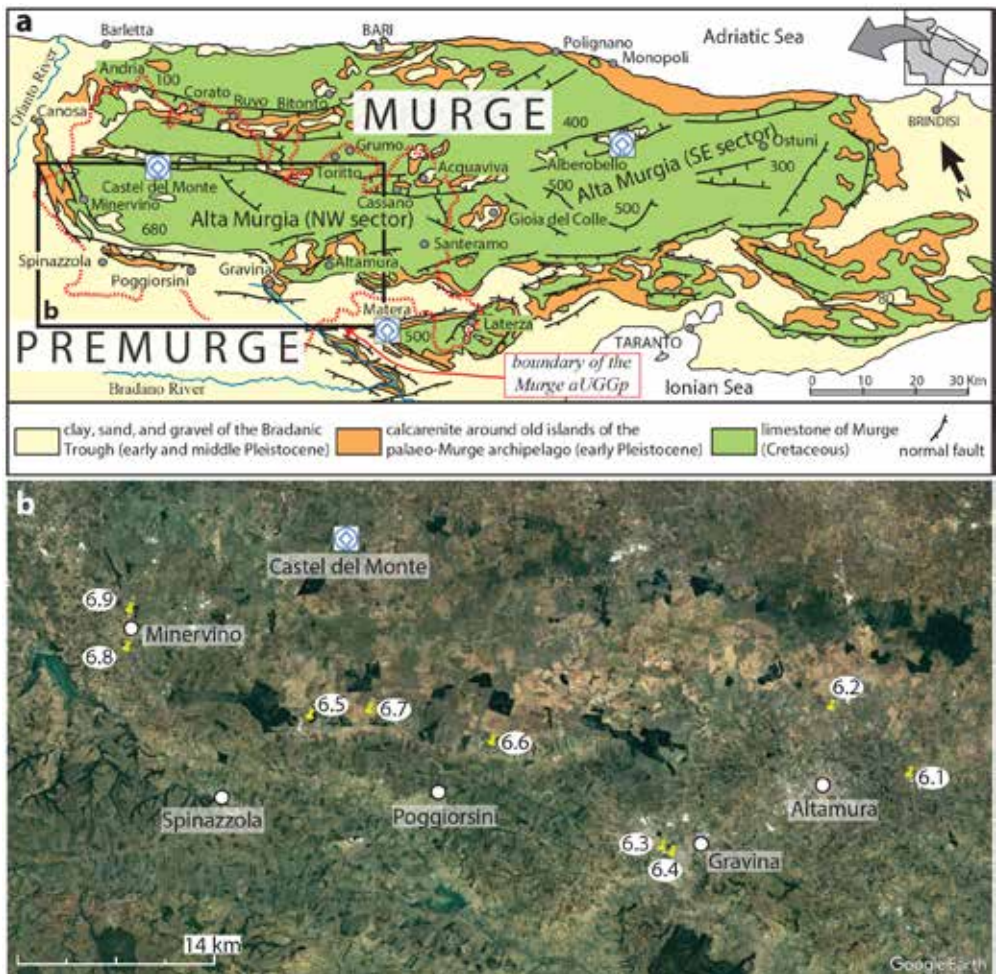 a
Barletta
BARI
Polignano
Monopoli
Adriatic Sea
Ofanto River
Andria
100
Canosa
Corato
Ruvo
Bitonto
MURGE
BRINDISI
N
400
Grumo
Toritto
Acquaviva
Alberobello
Ostuni
300
Alta Murgia (SE sector)
Castel del Monte
Minervino
Cassano
500
500
Alta Murgia (NW sector)
Gioia del Colle
680
Santeramo
Spinazzola
Poggiorsini
Gravina
Altamura
b
Matera
80
PREMURGE
500
Laterza
TARANTO
boundary of the
Murge aUGGp
Bradano River
Ionian Sea
0 10 20 30 Km
clay, sand, and gravel of the Bradanic
Trough (early and middle Pleistocene)
calcarenite around old islands of the
palaeo-Murge archipelago (early Pleistocene)
limestone of Murge
(Cretaceous)
normal fault
b
Castel del Monte
6.9
Minervino
6.8
6.5
6.7
6.2
6.6
6.1
Spinazzola
Poggiorsini
Altamura
6.3
6.4
Gravina
14 km
Google Earth